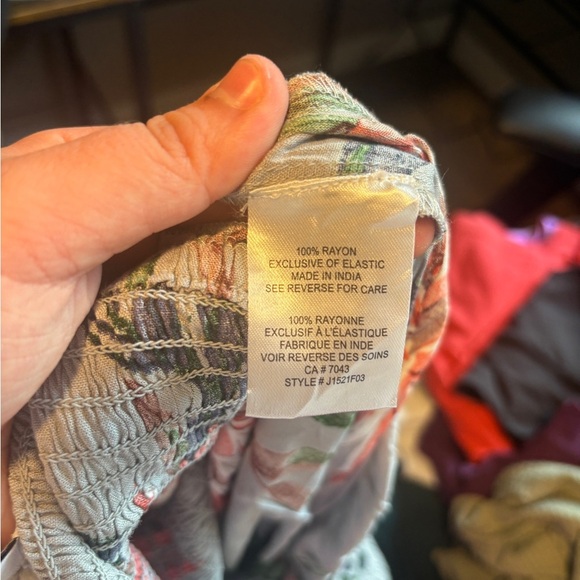 100% RAYON
EXCLUSIVE OF ELASTIC
MADE IN INDIA
SEE REVERSE FOR CARE
100% RAYONNE
EXCLUSIF À L'ÉLASTIQUE
FABRIQUE EN INDE
VOIR REVERSE DES SOINS
CA # 7043
STYLE # J1521F03